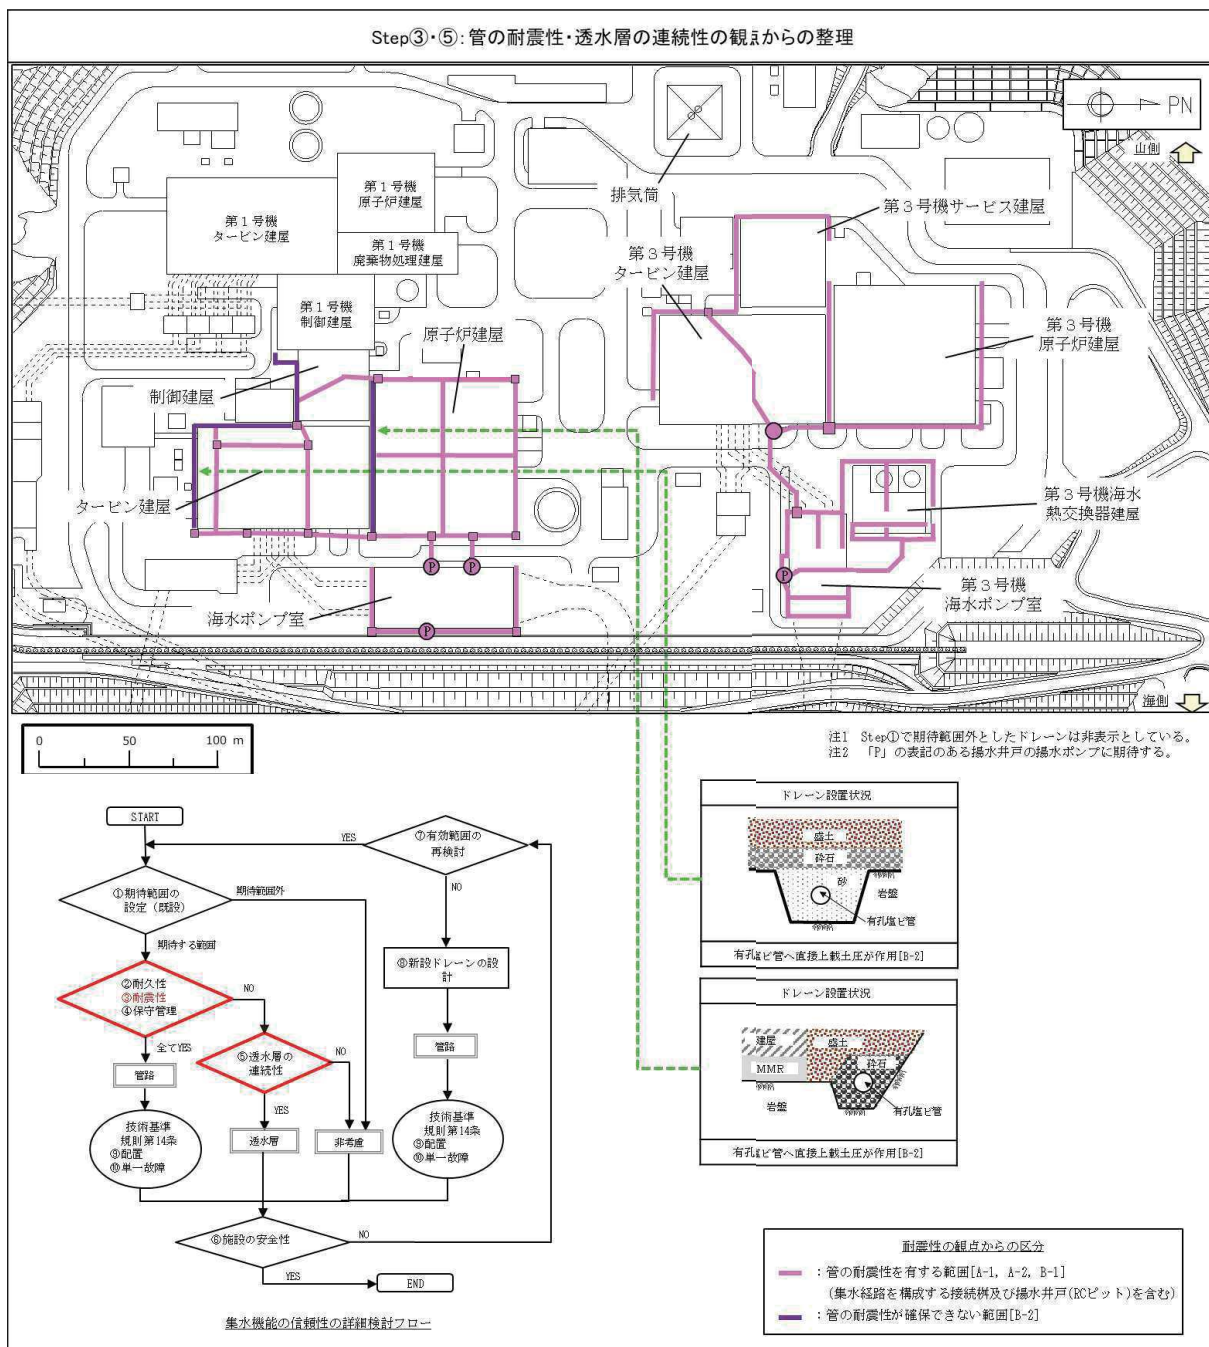 Step③・⑤：管の耐震性・透水層の連続性の観点からの整理
PN
山側
排気筒
第１号機
原子炉建屋
第１号機
タービン建屋
第１号機
廃棄物処理建屋
第１号機
制御建屋
第３号機サービス建屋
第３号機
タービン建屋
原子炉建屋
第３号機
原子炉建屋
制御建屋
タービン建屋
第３号機海水
熱交換器建屋
P
P
P
P
海水ポンプ室
第３号機
海水ポンプ室
海側
0 50 100 m
注1 Step①で期待範囲外としたドレーンは非表示としている。
注2 「P」の表記のある揚水井戸の揚水ポンプに期待する。
START
①期待範囲の
設定（既設）
期待範囲外
期待する範囲
②耐久性
③耐震性
④保守管理
NO
全てYES
管路
⑤透水層の
連続性
NO
YES
透水層
非考慮
技術基準
規則第14条
⑨配置
⑩単一故障
⑥施設の安全性
NO
YES
END
⑦有効範囲の
再検討
YES
NO
⑧新設ドレーンの設
計
管路
技術基準
規則第14条
⑨配置
⑩単一故障
集水機能の信頼性の詳細検討フロー
ドレーン設置状況
盛土
砕石
砂
岩盤
有孔塩ビ管
有孔塩ビ管へ直接上載土圧が作用[B-2]
ドレーン設置状況
建屋
盛土
MMR
砕石
岩盤
有孔塩ビ管
有孔塩ビ管へ直接上載土圧が作用[B-2]
耐震性の観点からの区分
：管の耐震性を有する範囲[A-1, A-2, B-1]
(集水経路を構成する接続桝及び揚水井戸(RCピット)を含む)
：管の耐震性が確保できない範囲[B-2]